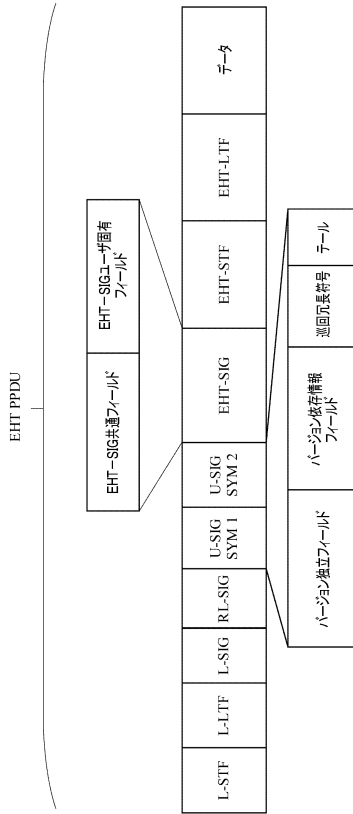 EHT PPDU
EHT－SIG共通フィールド
EHT－SIGユーザ固有
フィールド
L-STF
L-LTF
L-SIG
RL-SIG
U-SIG
SYM 1
U-SIG
SYM 2
EHT-SIG
EHT-STF
EHT-LTF
データ
バージョン独立フィールド
バージョン依存情報
フィールド
巡回冗長符号
テール